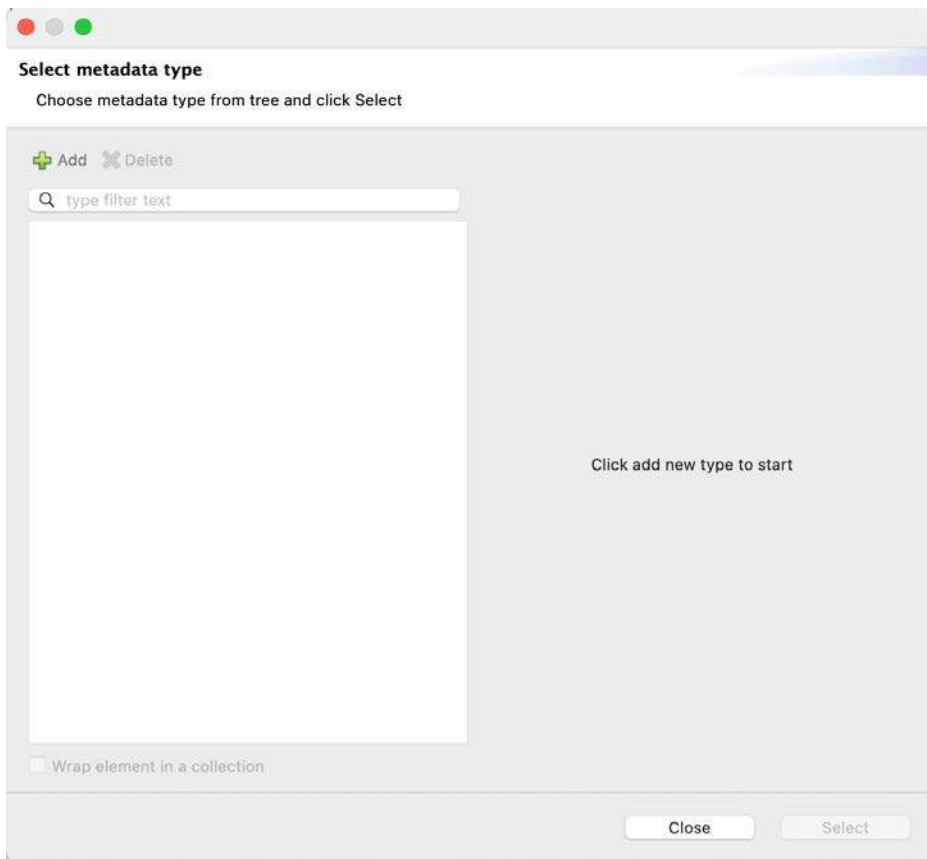 Select metadata type
Choose metadata type from tree and click Select
Add Delete
type filter text
Click add new type to start
Wrap element in a collection
Close Select